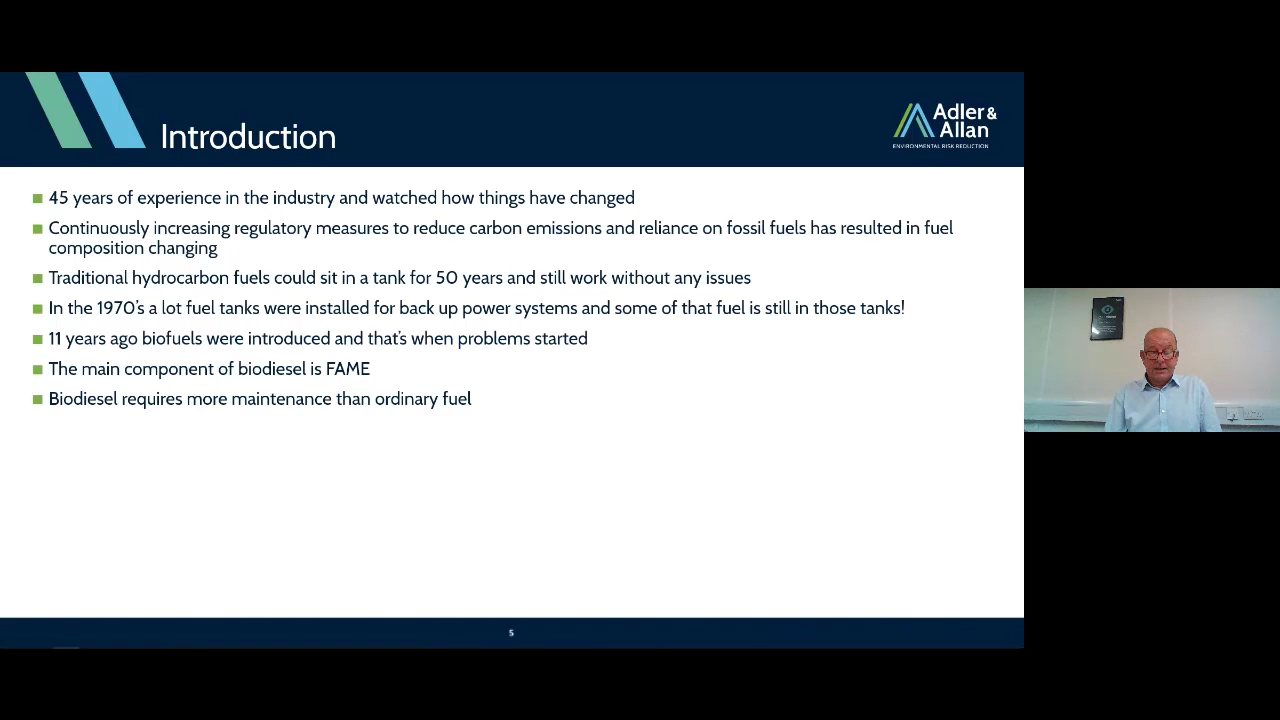 Introduction
Adler &
Allan
ENVIRONMENTAL RISK REDUCTION
45 years of experience in the industry and watched how things have changed
Continuously increasing regulatory measures to reduce carbon emissions and reliance on fossil fuels has resulted in fuel
composition changing
Traditional hydrocarbon fuels could sit in a tank for 50 years and still work without any issues
In the 1970's a lot fuel tanks were installed for back up power systems and some of that fuel is still in those tanks!
11 years ago biofuels were introduced and that's when problems started
The main component of biodiesel is FAME
Biodiesel requires more maintenance than ordinary fuel
5